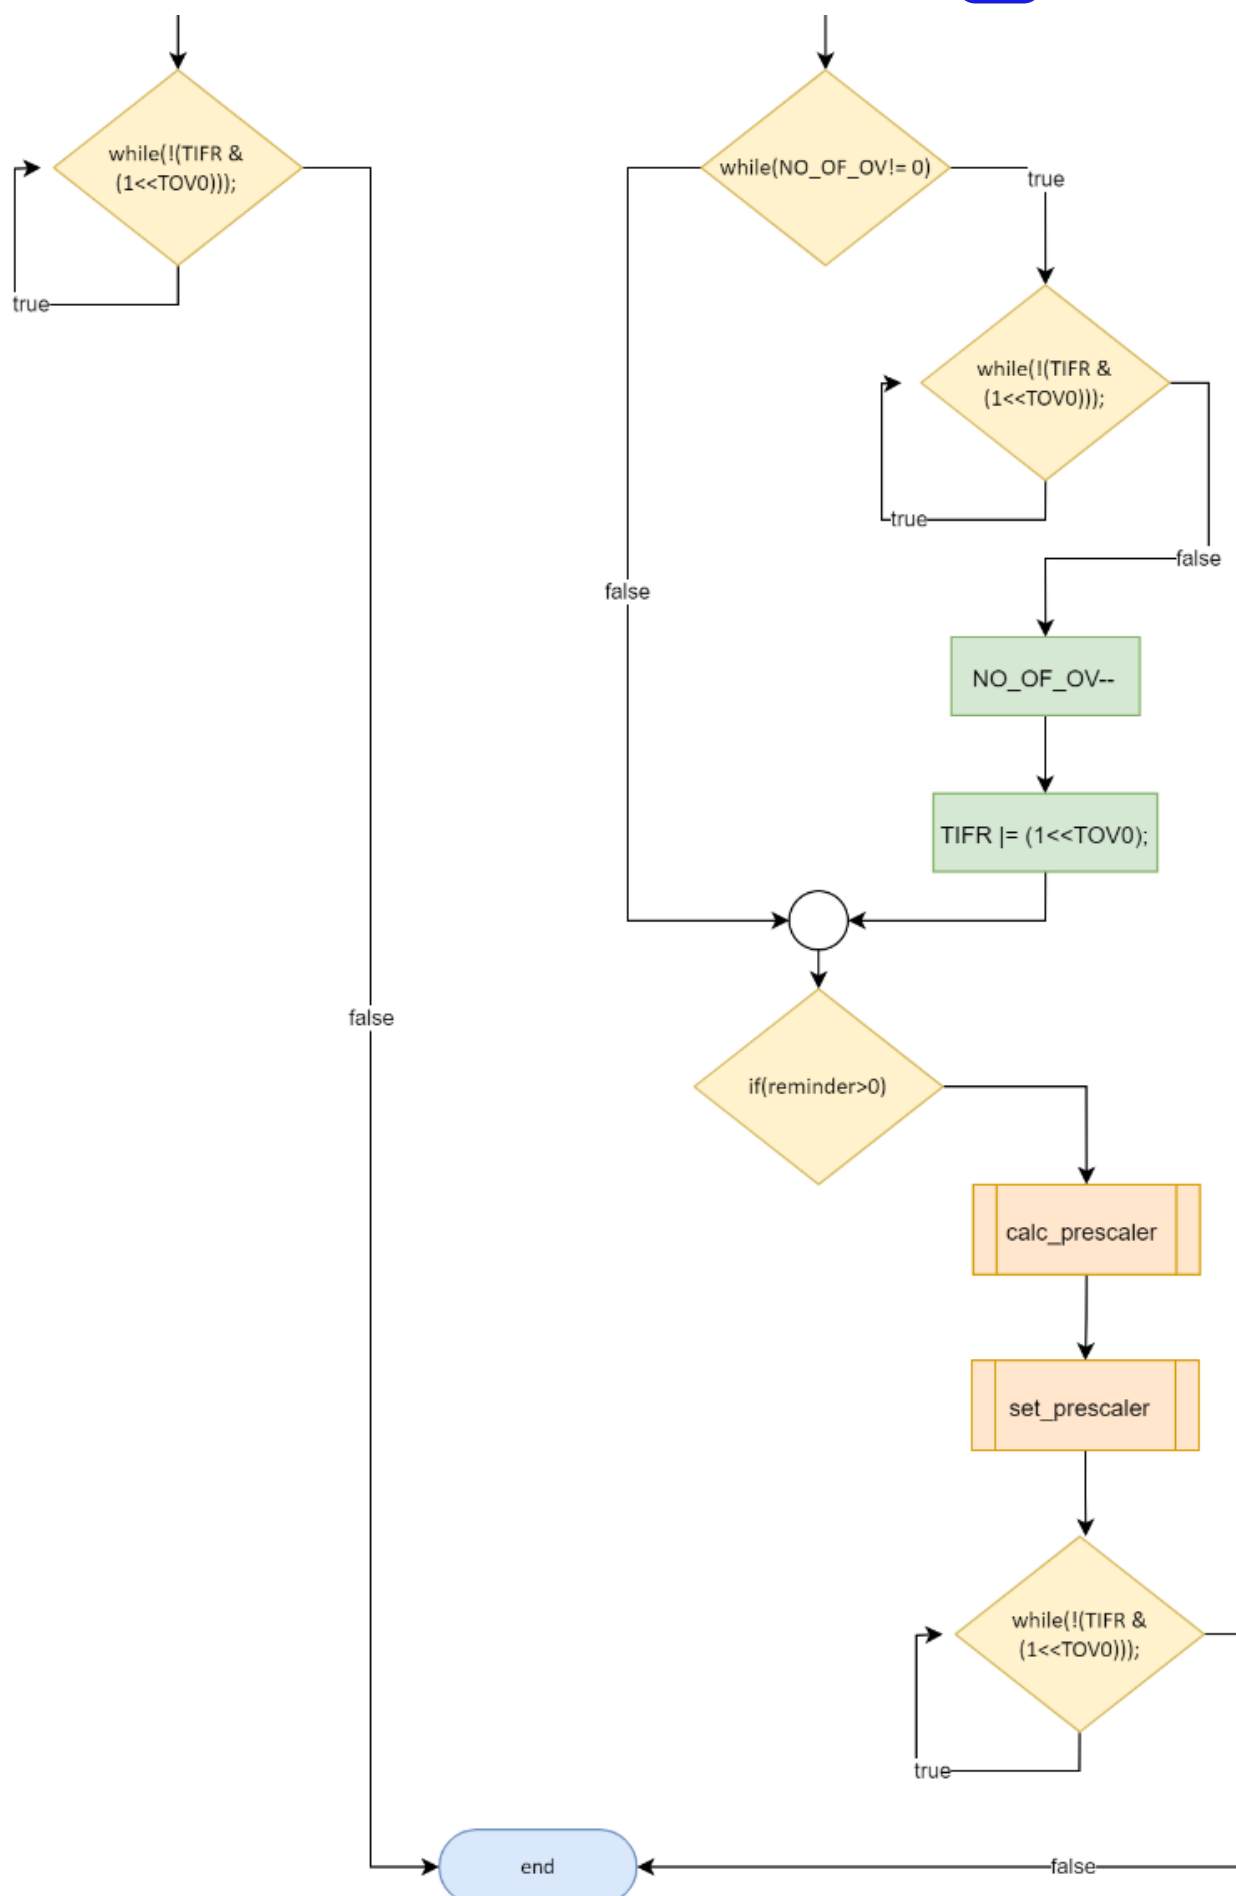 while(!(TIFR &
(1<<TOV0)));
true
false
while(NO_OF_OV!= 0)
true
false
while(!(TIFR &
(1<<TOV0)));
true
false
NO_OF_OV--
TIFR |= (1<<TOV0);
if(reminder>0)
calc_prescaler
set_prescaler
while(!(TIFR &
(1<<TOV0)));
true
false
end